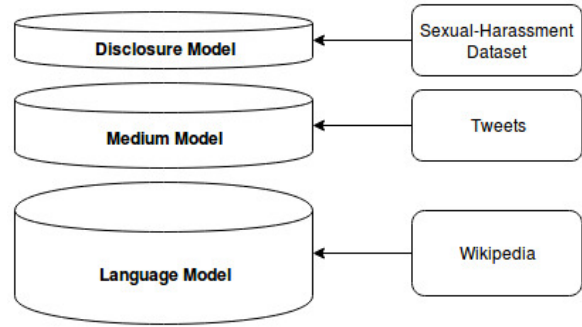 Disclosure Model
Sexual-Harassment
Dataset
Medium Model
Tweets
Language Model
Wikipedia